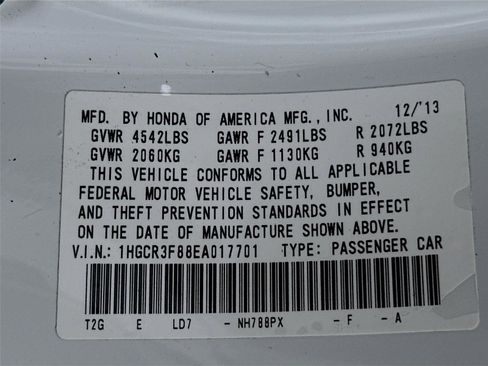 MFD. BY HONDA OF AMERICA MFG., INC. 12/'13
GVWR 4542LBS GAWR F 2491LBS R 2072LBS
GVWR 2060KG GAWR F 1130KG R 940KG
THIS VEHICLE CONFORMS TO ALL APPLICABLE
FEDERAL MOTOR VEHICLE SAFETY, BUMPER,
AND THEFT PREVENTION STANDARDS IN EFFECT
ON THE DATE OF MANUFACTURE SHOWN ABOVE.
V.I.N.: 1HGCR3F88EA017701 TYPE: PASSENGER CAR
T2G E LD7 - NH788PX - F - A